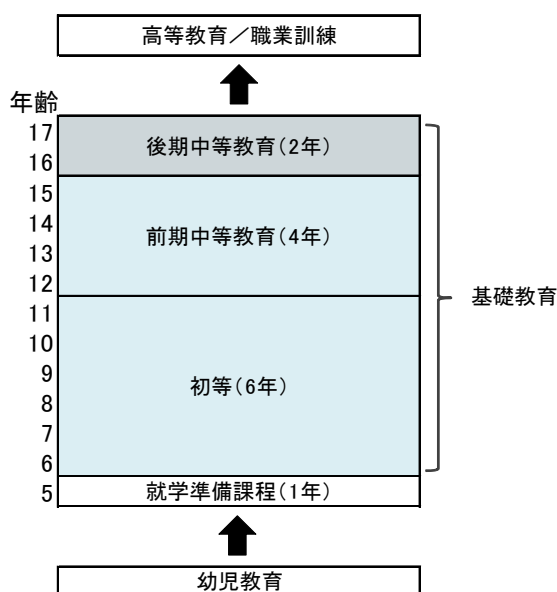 高等教育／職業訓練
年齢
17
後期中等教育(2年)
16
15
14
前期中等教育(4年)
13
12
基礎教育
11
10
9
初等(6年)
8
7
6
5
就学準備課程(1年)
幼児教育